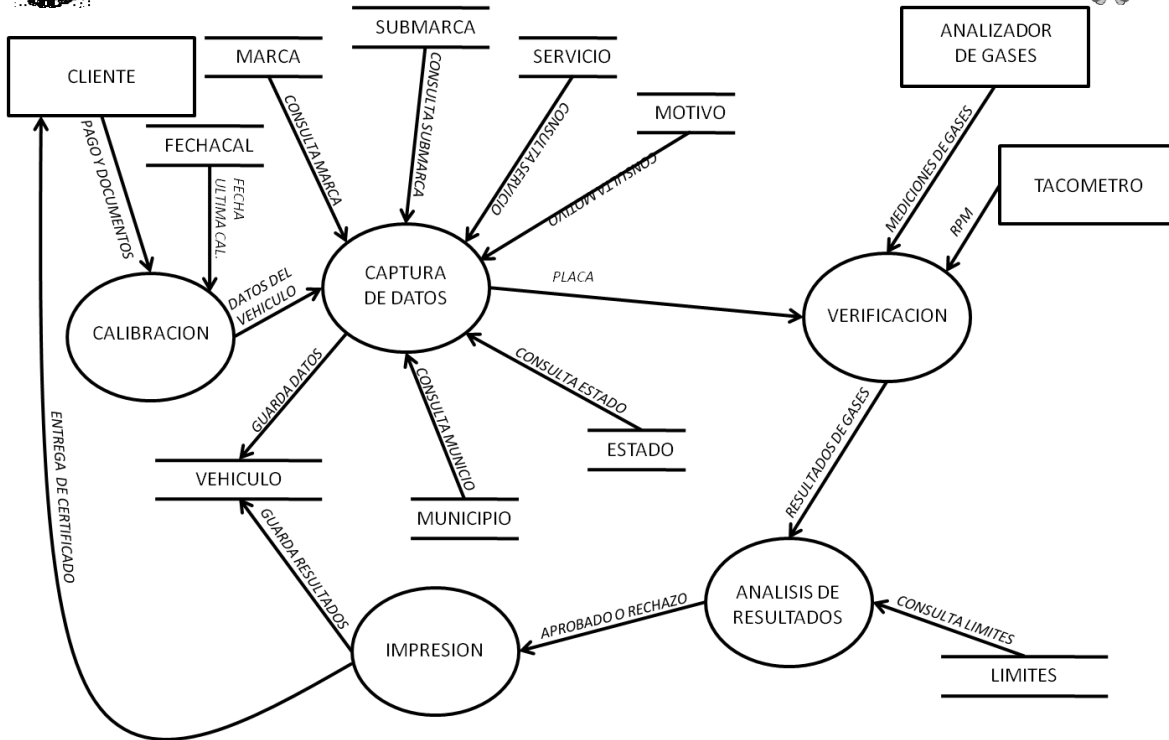 SUBMARCA
MARCA
SERVICIO
ANALIZADOR
DE GASES
CLIENTE
MOTIVO
FECHACAL
TACOMETRO
PAGO Y DOCUMENTOS
FECHA
ULTIMA CAL.
CONSULTA MARCA
CONSULTA SUBMARCA
CONSULTA SERVICIO
CONSULTA MOTIVO
MEDICIONES DE GASES
RPM
CAPTURA
DE DATOS
PLACA
DATOS DEL
VEHICULO
CALIBRACION
VERIFICACION
GUARDA DATOS
CONSULTA MUNICIO
CONSULTA ESTADO
ESTADO
RESULTADOS DE GASES
ENTREGA DE CERTIFICADO
VEHICULO
MUNICIPIO
GUARDA RESULTADOS
APROBADO O RECHAZO
ANALISIS DE
RESULTADOS
CONSULTA LIMITES
IMPRESION
LIMITES